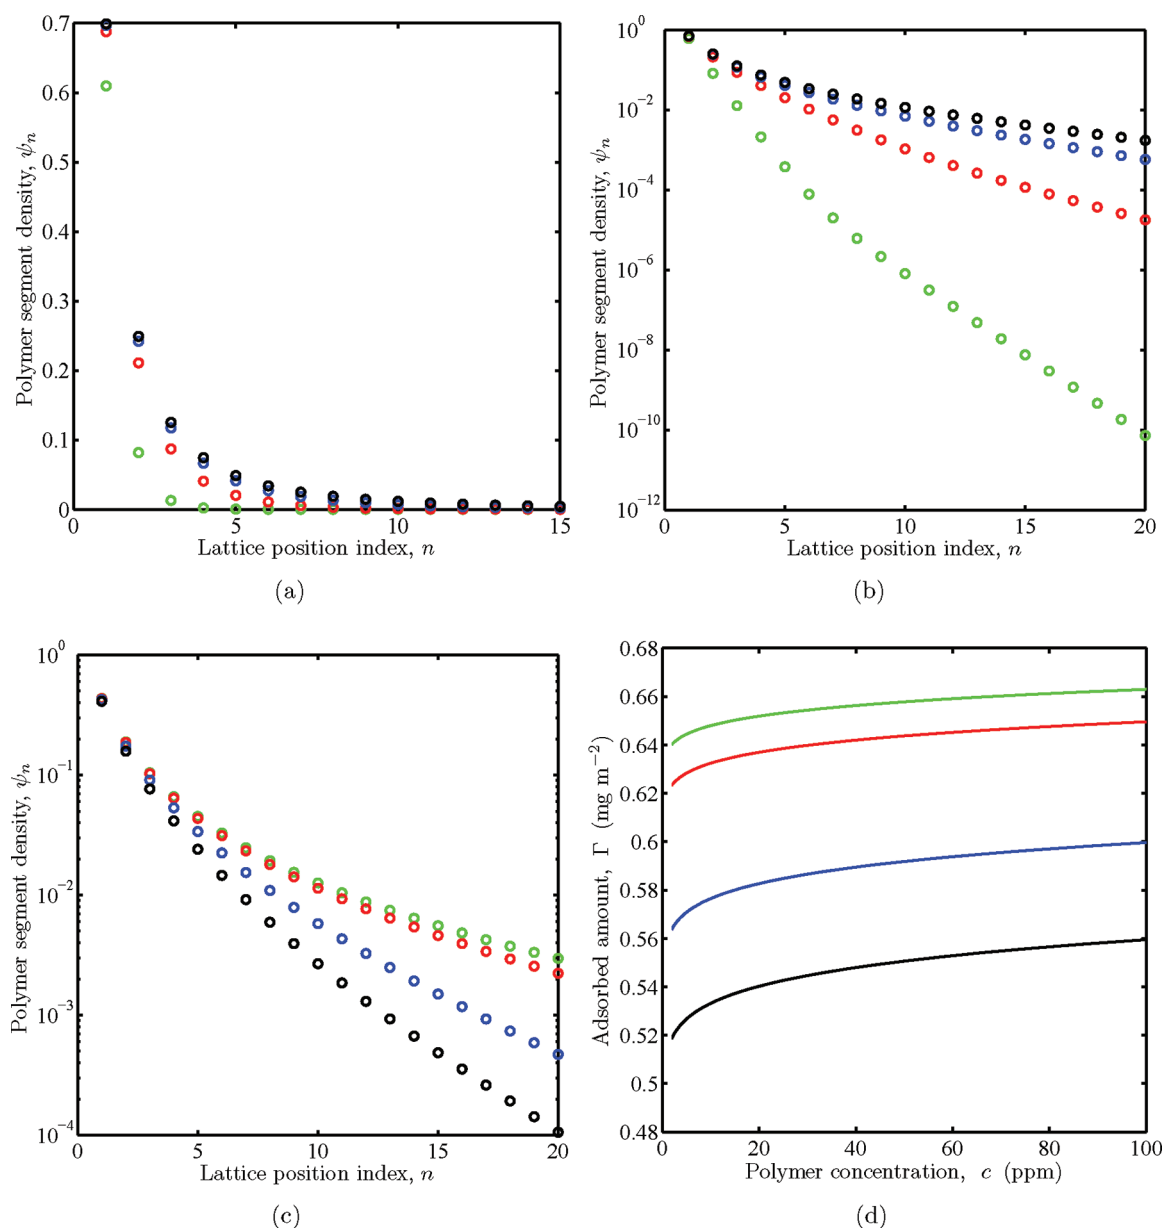 0.7
0.6
0.5
0.4
0.3
0.2
0.1
0
Polymer segment density, ψₙ
0 5 10 15
Lattice position index, n
(a)
10⁰
10⁻²
10⁻⁴
10⁻⁶
10⁻⁸
10⁻¹⁰
10⁻¹²
Polymer segment density, ψₙ
0 5 10 15 20
Lattice position index, n
(b)
10⁰
10⁻¹
10⁻²
10⁻³
10⁻⁴
Polymer segment density, ψₙ
0 5 10 15 20
Lattice position index, n
(c)
0.68
0.66
0.64
0.62
0.6
0.58
0.56
0.54
0.52
0.5
0.48
Adsorbed amount, Γ (mg m⁻²)
0 20 40 60 80 100
Polymer concentration, c (ppm)
(d)